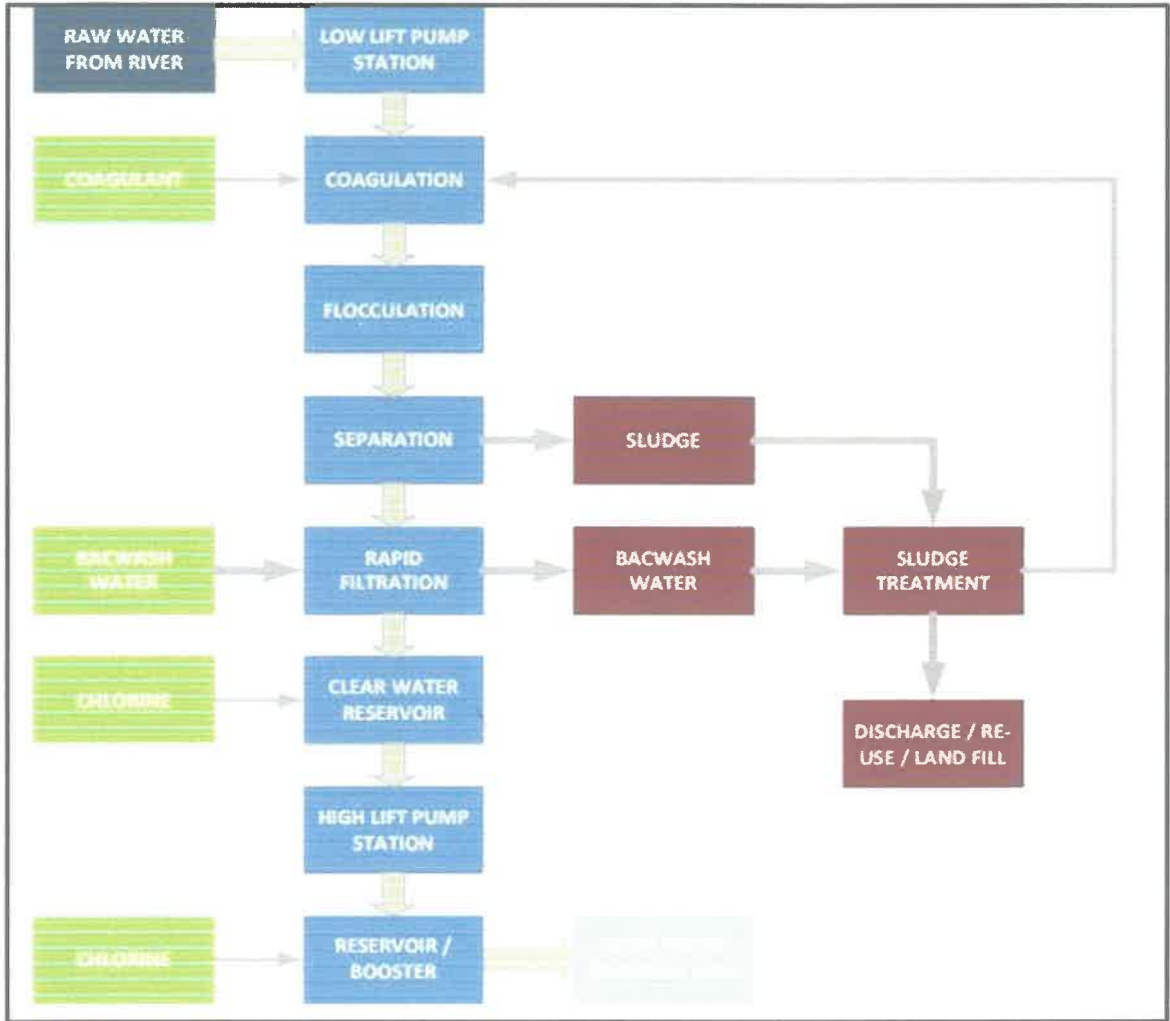 RAW WATER
FROM RIVER
LOW LIFT PUMP
STATION
COAGULANT
COAGULATION
FLOCCULATION
SEPARATION
SLUDGE
BACWASH
WATER
RAPID
FILTRATION
BACWASH
WATER
SLUDGE
TREATMENT
CHLORINE
CLEAR WATER
RESERVOIR
DISCHARGE / RE-
USE / LAND FILL
HIGH LIFT PUMP
STATION
CHLORINE
RESERVOIR /
BOOSTER